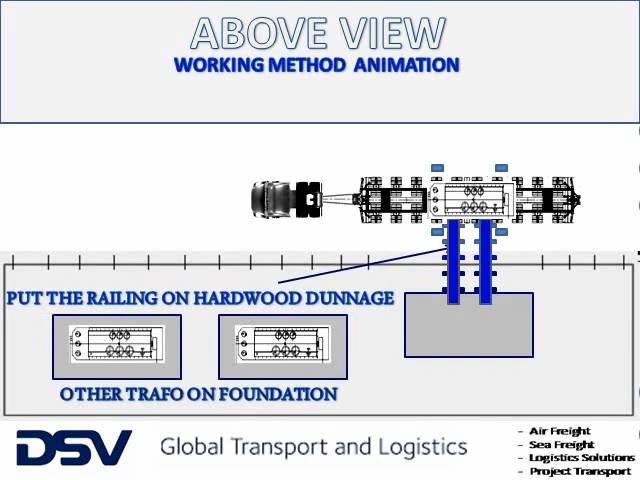 ABOVE VIEW
WORKING METHOD ANIMATION
PUT THE RAILING ON HARDWOOD DUNNAGE
OTHER TRAFO ON FOUNDATION
DSV Global Transport and Logistics
- Air Freight
- Sea Freight
- Logistics Solutions
- Project Transport